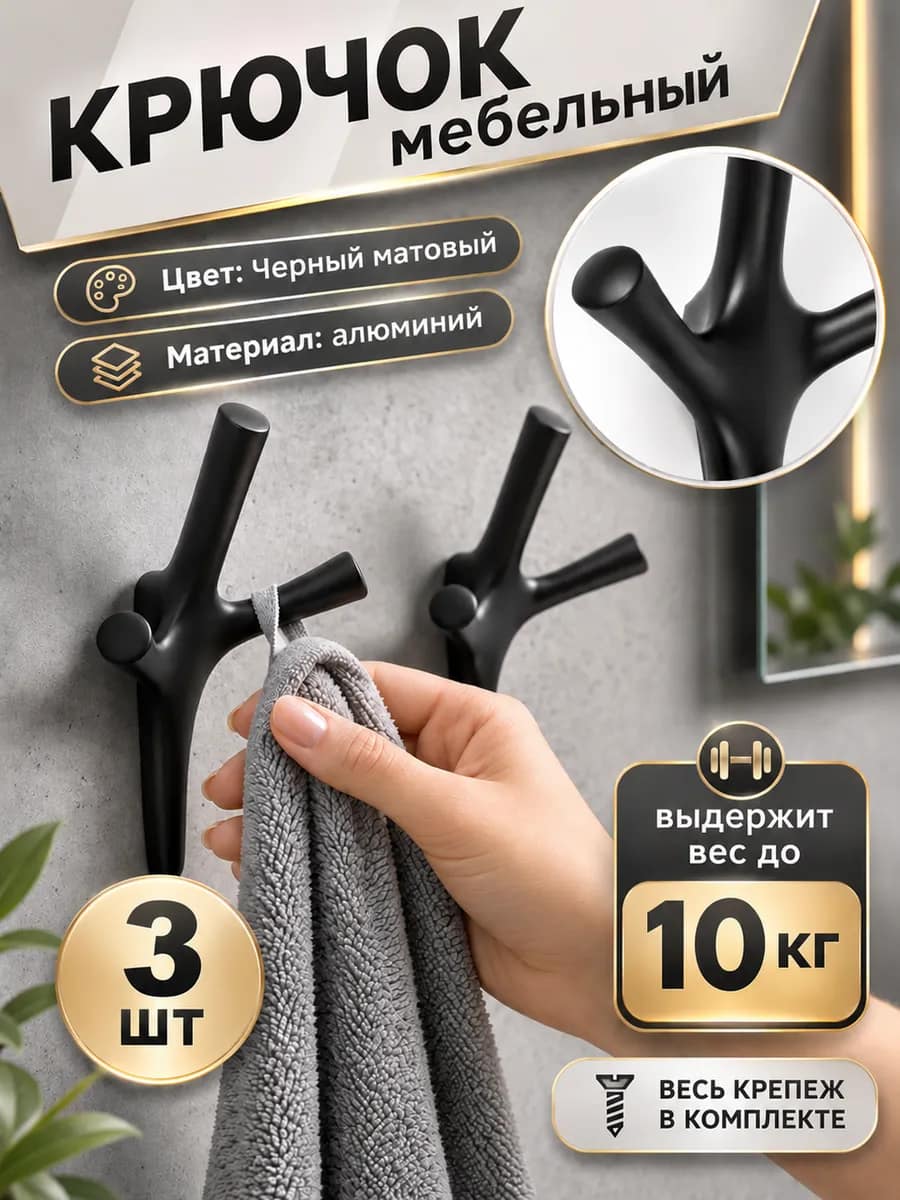 КРЮЧОК
мебельный
Цвет: Черный матовый
Материал: алюминий
3
шт
выдержит
вес до
10 кг
ВЕСЬ КРЕПЕЖ
В КОМПЛЕКТЕ